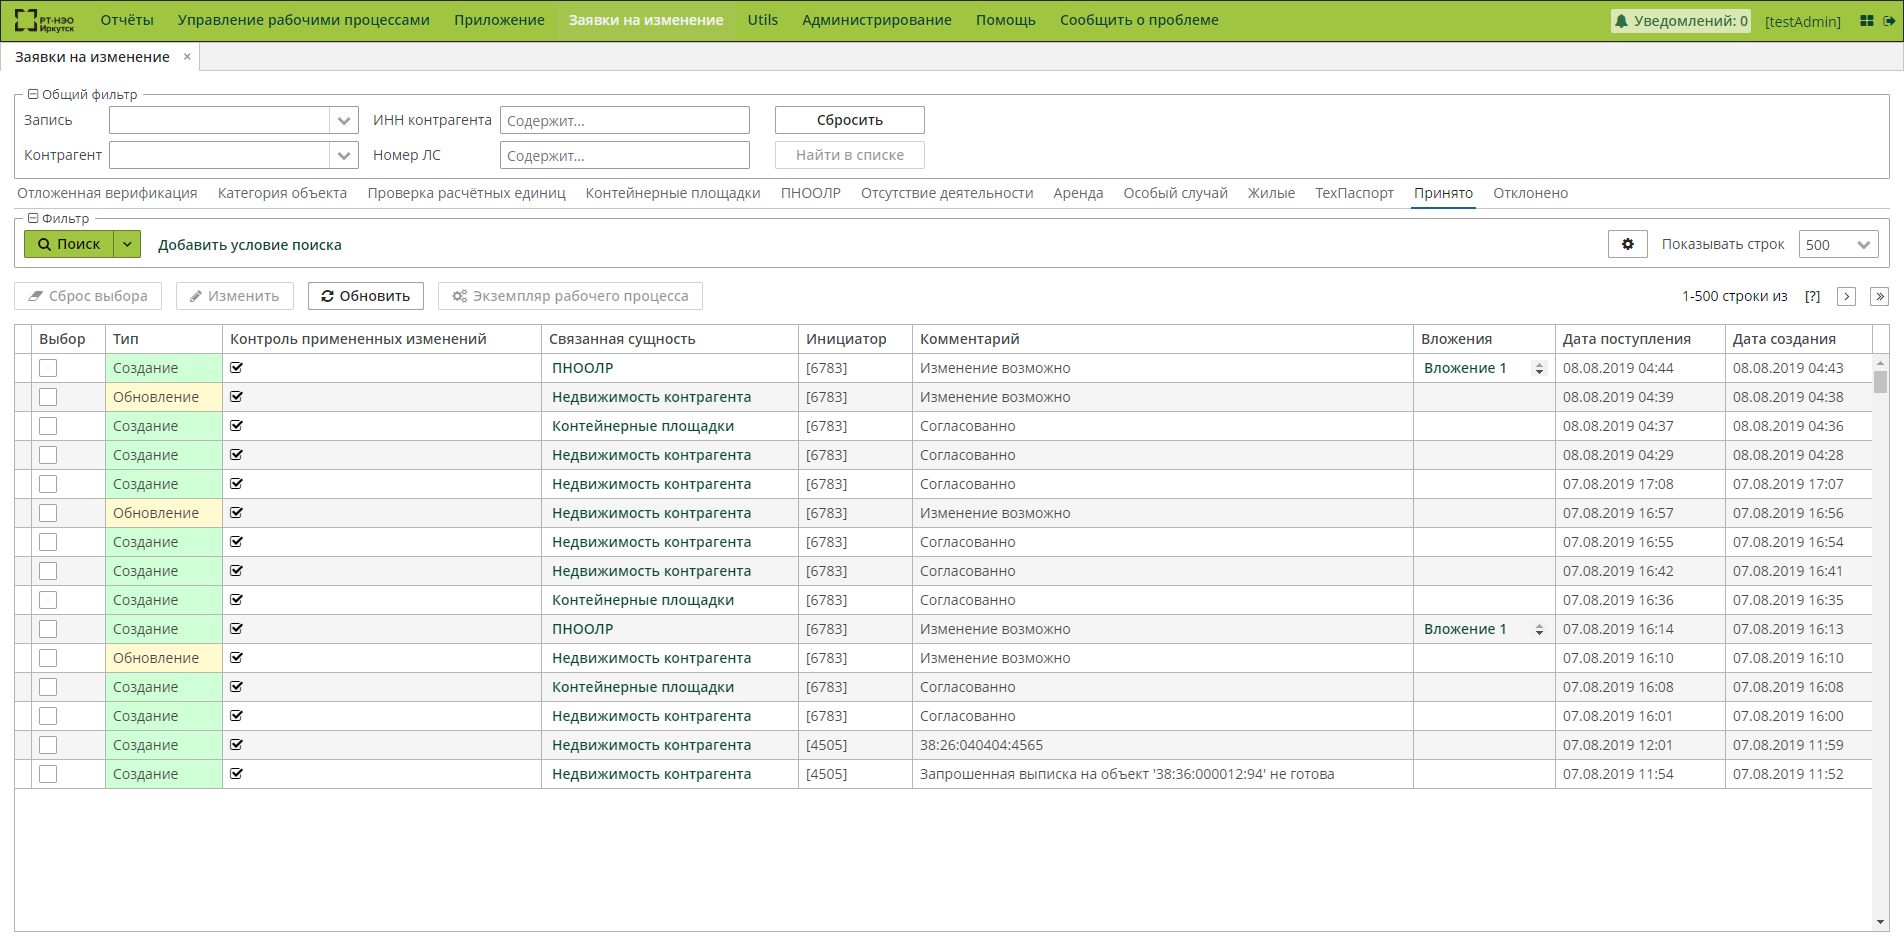 РТ-НЭО Иркутск Отчёты Управление рабочими процессами Приложение Заявки на изменение Utils Администрирование Помощь Сообщить о проблеме Уведомлений: 0 [testAdmin]
Заявки на изменение ×
Общий фильтр
Запись ИНН контрагента Содержит... Сбросить
Контрагент Номер ЛС Содержит... Найти в списке
Отложенная верификация Категория объекта Проверка расчётных единиц Контейнерные площадки ПНООЛР Отсутствие деятельности Аренда Особый случай Жилые ТехПаспорт Принято Отклонено
Фильтр
Поиск Добавить условие поиска Показывать строк 500
Сброс выбора Изменить Обновить Экземпляр рабочего процесса 1-500 строки из [?]
Выбор Тип Контроль примененных изменений Связанная сущность Инициатор Комментарий Вложения Дата поступления Дата создания
Создание ПНООЛР [6783] Изменение возможно Вложение 1 08.08.2019 04:44 08.08.2019 04:43
Обновление Недвижимость контрагента [6783] Изменение возможно 08.08.2019 04:39 08.08.2019 04:38
Создание Контейнерные площадки [6783] Согласованно 08.08.2019 04:37 08.08.2019 04:36
Создание Недвижимость контрагента [6783] Согласованно 08.08.2019 04:29 08.08.2019 04:28
Создание Недвижимость контрагента [6783] Согласованно 07.08.2019 17:08 07.08.2019 17:07
Обновление Недвижимость контрагента [6783] Изменение возможно 07.08.2019 16:57 07.08.2019 16:56
Создание Недвижимость контрагента [6783] Согласованно 07.08.2019 16:55 07.08.2019 16:54
Создание Недвижимость контрагента [6783] Согласованно 07.08.2019 16:42 07.08.2019 16:41
Создание Контейнерные площадки [6783] Согласованно 07.08.2019 16:36 07.08.2019 16:35
Создание ПНООЛР [6783] Изменение возможно Вложение 1 07.08.2019 16:14 07.08.2019 16:13
Обновление Недвижимость контрагента [6783] Изменение возможно 07.08.2019 16:10 07.08.2019 16:10
Создание Контейнерные площадки [6783] Согласованно 07.08.2019 16:08 07.08.2019 16:08
Создание Недвижимость контрагента [6783] Согласованно 07.08.2019 16:01 07.08.2019 16:00
Создание Недвижимость контрагента [4505] 38:26:040404:4565 07.08.2019 12:01 07.08.2019 11:59
Создание Недвижимость контрагента [4505] Запрошенная выписка на объект '38:36:000012:94' не готова 07.08.2019 11:54 07.08.2019 11:52